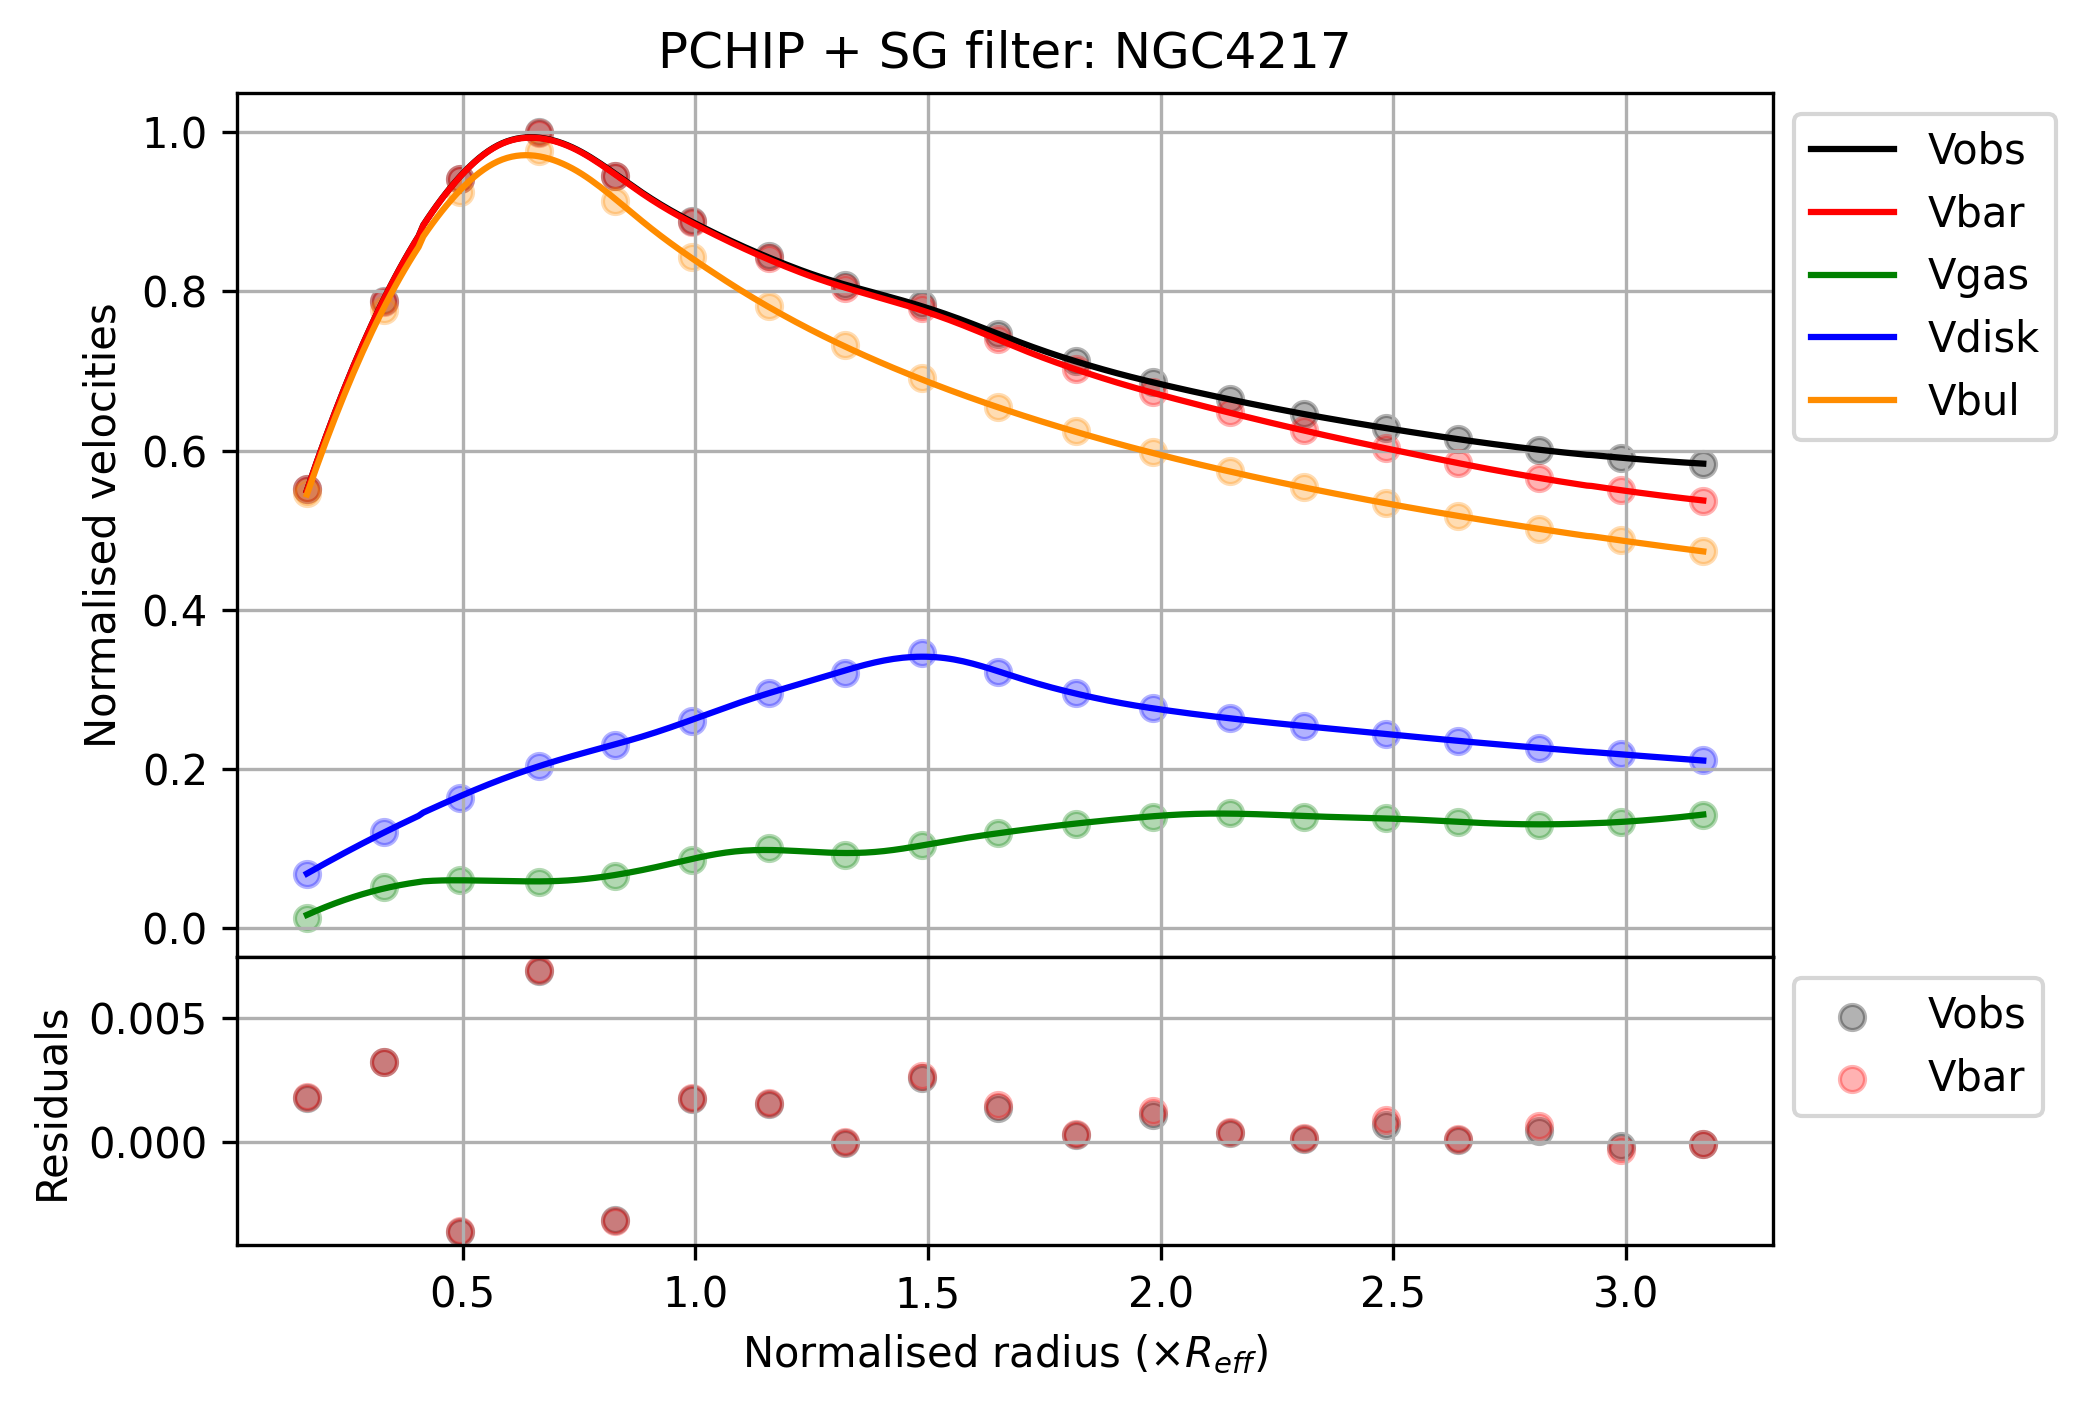 PCHIP + SG filter: NGC4217
Normalised velocities
1.0
0.8
0.6
0.4
0.2
0.0
Vobs
Vbar
Vgas
Vdisk
Vbul
Residuals
0.005
0.000
Vobs
Vbar
0.5 1.0 1.5 2.0 2.5 3.0
Normalised radius (×R_eff)